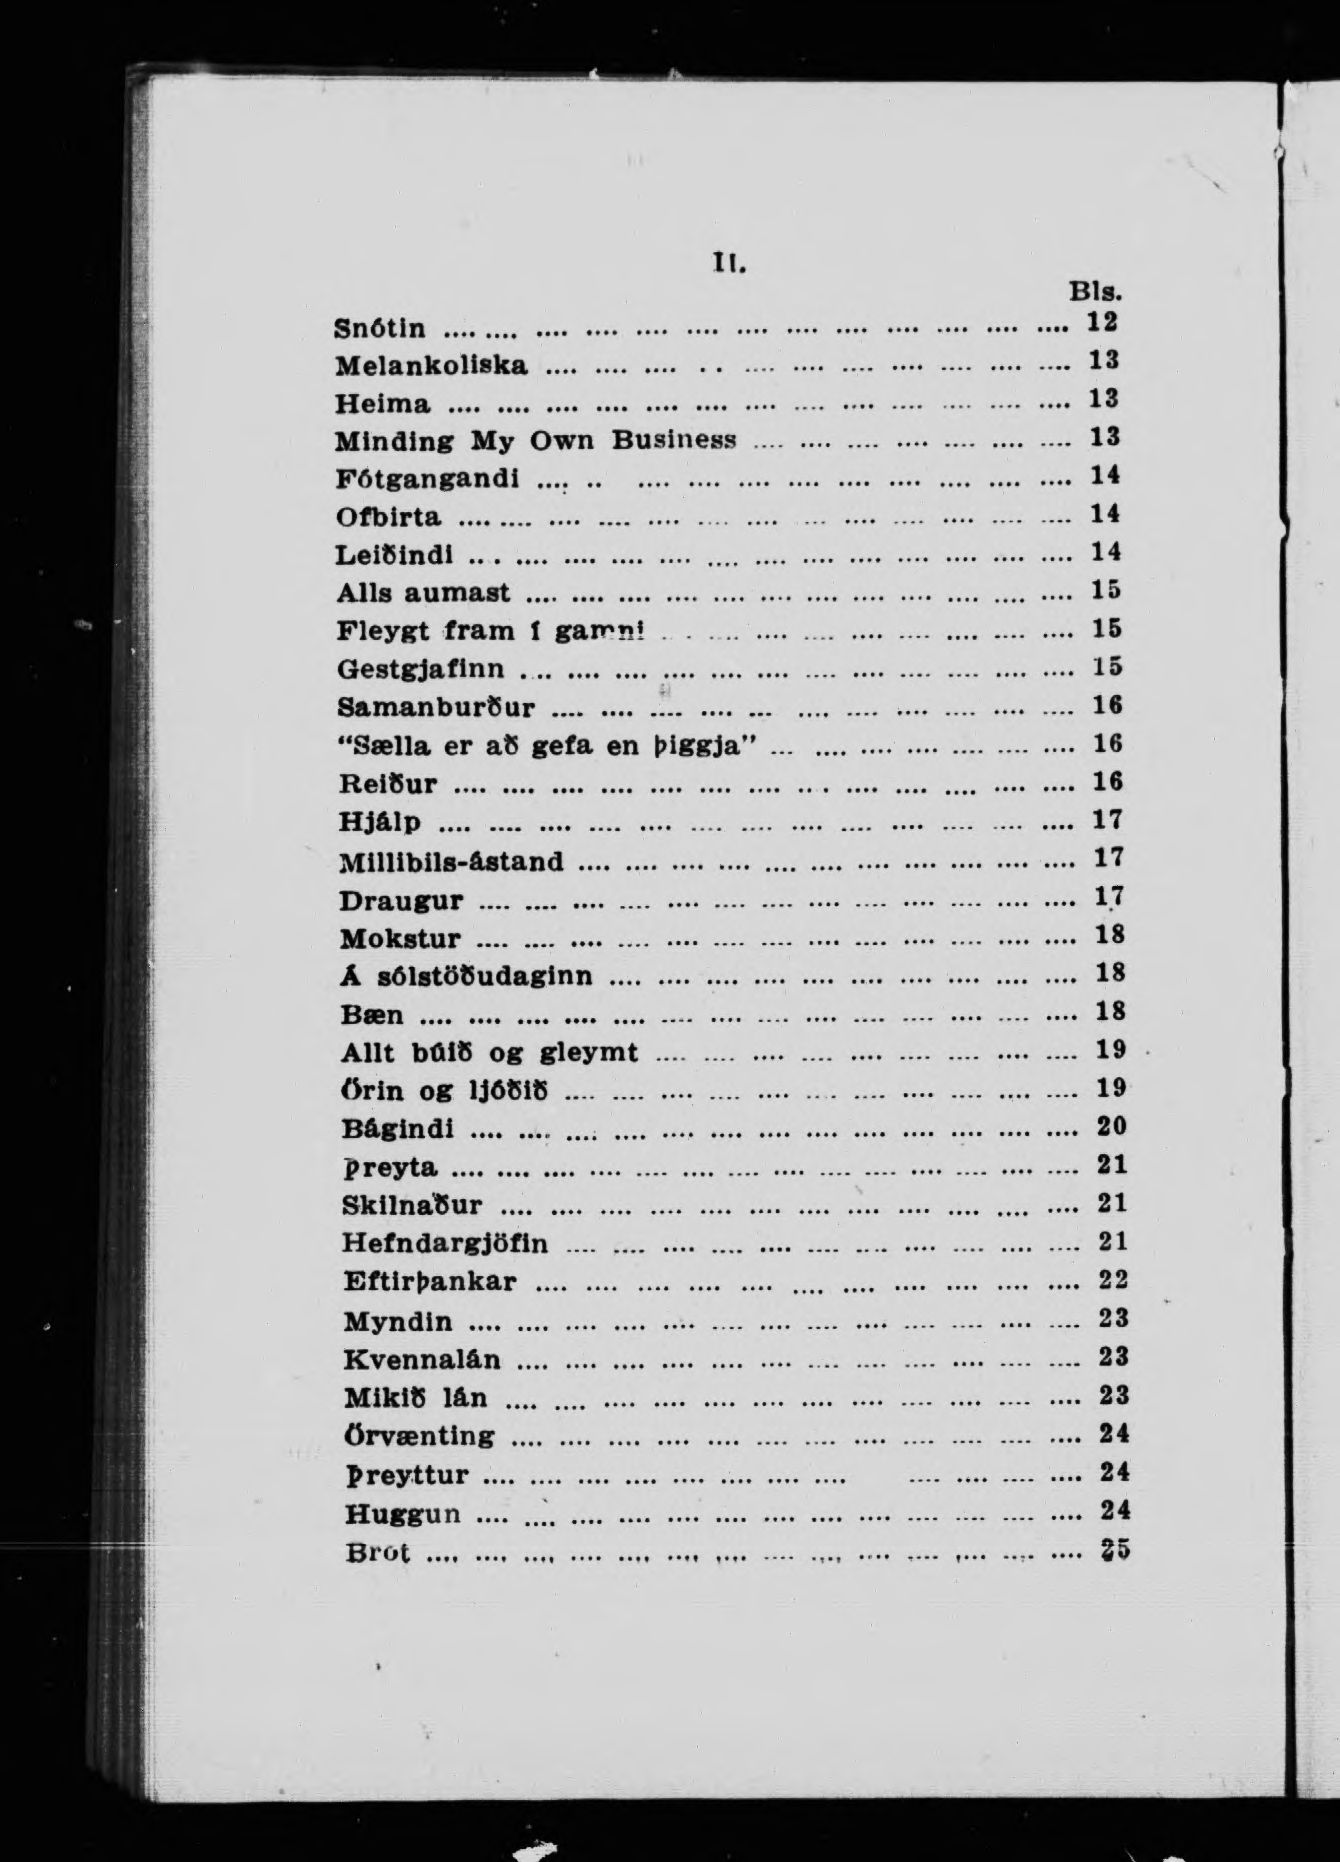 II.
Bls.
Snótin .... .... .... .... .... .... .... .... .... .... .... .... .... 12
Melankoliska .... .... .... . . .... .... .... .... .... .... .... 13
Heima .... .... .... .... .... .... .... .... .... .... .... .... .... 13
Minding My Own Business .... .... .... .... .... .... .... 13
Fótgangandi .... .. .... .... .... .... .... .... .... .... .... 14
Ofbirta .... .... .... .... .... .... .... .... .... .... .... .... .... 14
Leiðindi .. . .... .... .... .... .... .... .... .... .... .... .... .... 14
Alls aumast .... .... .... .... .... .... .... .... .... .... .... .... 15
Fleygt fram í gamni . . .... .... .... .... .... .... .... .... 15
Gestgjafinn . ... .... .... .... .... .... .... .... .... .... .... .... 15
Samanburður .... .... .... .... ... .... .... .... .... .... .... 16
“Sælla er að gefa en þiggja” ... .... .... .... .... .... .... 16
Reiður .... .... .... .... .... .... .... .. . . .... .... .... .... .... 16
Hjálp .... .... .... .... .... .... .... .... .... .... .... .... .... 17
Millibils-ástand .... .... .... .... .... .... .... .... .... .... .... 17
Draugur .... .... .... .... .... .... .... .... .... .... .... .... .... 17
Mokstur .... .... .... .... .... .... .... .... .... .... .... .... .... 18
Á sólstöðudaginn .... .... .... .... .... .... .... .... .... .... 18
Bæn .... .... .... .... .... .... .... .... .... .... .... .... .... .... 18
Allt búið og gleymt .... .... .... .... .... .... .... .... .... 19
Örin og ljóðið .... .... .... .... .... .... .... .... .... .... .... 19
Bágindi .... .... .... .... .... .... .... .... .... .... .... .... .... 20
Þreyta .... .... .... .... .... .... .... .... .... .... .... .... .... .... 21
Skilnaður .... .... .... .... .... .... .... .... .... .... .... .... 21
Hefndargjöfin .... .... .... .... .... .... .... .... .... .... .... 21
Eftirþankar .... .... .... .... .... .... .... .... .... .... .... 22
Myndin .... .... .... .... .... .... .... .... .... .... .... .... .... 23
Kvennalán .... .... .... .... .... .... .... .... .... .... .... .... 23
Mikið lán .... .... .... .... .... .... .... .... .... .... .... .... 23
Örvænting .... .... .... .... .... .... .... .... .... .... .... .... 24
Þreyttur .... .... .... .... .... .... .... .... .... .... .... .... 24
Huggun .... .... .... .... .... .... .... .... .... .... .... .... .... 24
Brot .... .... .... .... .... .... .... .... .... .... .... .... .... .... 25